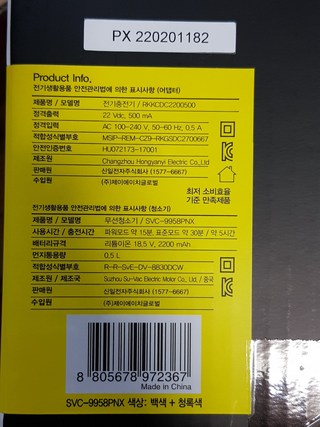 PX 220201182
Product Info.
전기생활용품 안전관리법에 의한 표시사항 (어댑터)
제품명 / 모델명 전기충전기 / RKKCDC2200500
정격출력 22 Vdc, 500 mA
정격입력 AC 100-240 V, 50-60 Hz, 0.5 A
적합성식별부호 MSIP-REM-CZ9-RKGSDC2700667
안전인증번호 HU072173-17001
제조원 Changzhou Hongyanyi Electric Co.,Ltd
판매원 신일전자주식회사 (1577-6667)
수입원 (주)제이에이치글로벌
최저 소비효율
기준 만족제품
전기생활용품 안전관리법에 의한 표시사항 (청소기)
제품명 / 모델명 무선청소기 / SVC-9958PNX
사용시간 / 충전시간 파워모드 약 15분, 표준모드 약 30분 / 약 5시간
배터리규격 리튬이온 18.5 V, 2200 mAh
먼지통용량 0.5 L
적합성식별부호 R-R-SvE-DV-8830DCW
제조원 / 제조국 Suzhou Su-Vac Electric Motor Co., Ltd. / 중국
판매원 신일전자주식회사 (1577-6667)
수입원 (주)제이에이치글로벌
8 805678 972367
Made in China
SVC-9958PNX 색상: 백색 + 청록색